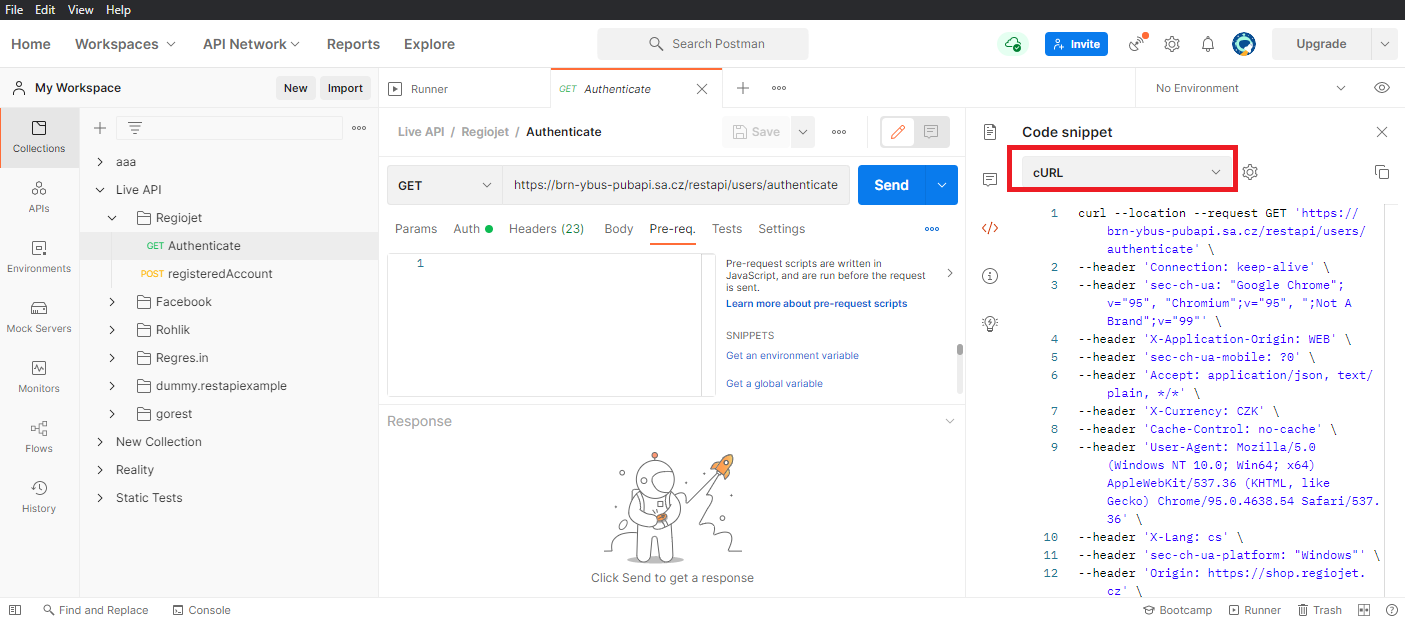 File Edit View Help
Home Workspaces API Network Reports Explore Search Postman Invite Upgrade
My Workspace New Import
Runner GET Authenticate No Environment
Collections
APIs
Environments
Mock Servers
Monitors
Flows
History
aaa
Live API
Regiojet
GET Authenticate
POST registeredAccount
Facebook
Rohlik
Regres.in
dummy.restapiexample
gorest
New Collection
Reality
Static Tests
Live API / Regiojet / Authenticate Save
GET https://brn-ybus-pubapi.sa.cz/restapi/users/authenticate Send
Params Auth Headers (23) Body Pre-req. Tests Settings
1
Pre-request scripts are written in
JavaScript, and are run before the request
is sent.
Learn more about pre-request scripts
SNIPPETS
Get an environment variable
Get a global variable
Response
Click Send to get a response
Code snippet
cURL
1 curl --location --request GET 'https://
brn-ybus-pubapi.sa.cz/restapi/users/
authenticate' \
2 --header 'Connection: keep-alive' \
3 --header 'sec-ch-ua: "Google Chrome";
v="95", "Chromium";v="95", ";Not A
Brand";v="99"' \
4 --header 'X-Application-Origin: WEB' \
5 --header 'sec-ch-ua-mobile: ?0' \
6 --header 'Accept: application/json, text/
plain, */*' \
7 --header 'X-Currency: CZK' \
8 --header 'Cache-Control: no-cache' \
9 --header 'User-Agent: Mozilla/5.0
(Windows NT 10.0; Win64; x64)
AppleWebKit/537.36 (KHTML, like
Gecko) Chrome/95.0.4638.54 Safari/537.
36' \
10 --header 'X-Lang: cs' \
11 --header 'sec-ch-ua-platform: "Windows"' \
12 --header 'Origin: https://shop.regiojet.
cz' \
Find and Replace Console Bootcamp Runner Trash